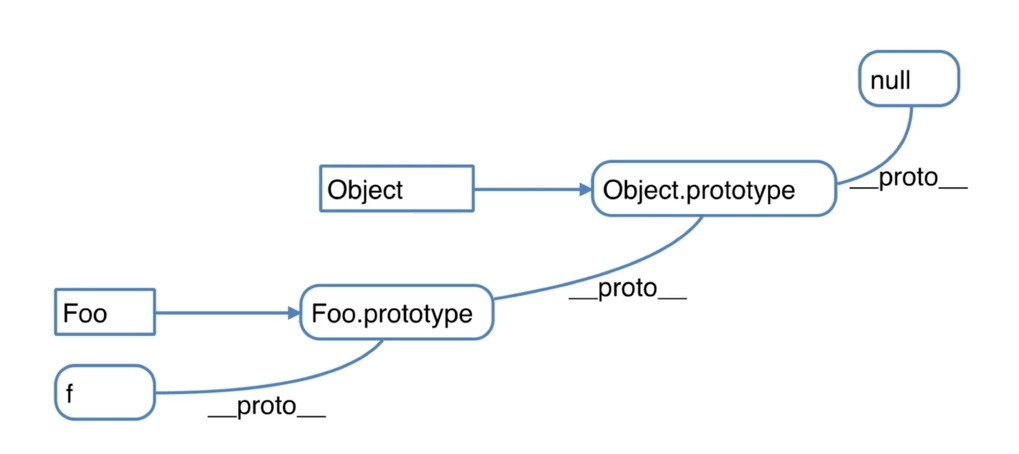 null
__proto__
Object
Object.prototype
__proto__
Foo
Foo.prototype
f
__proto__